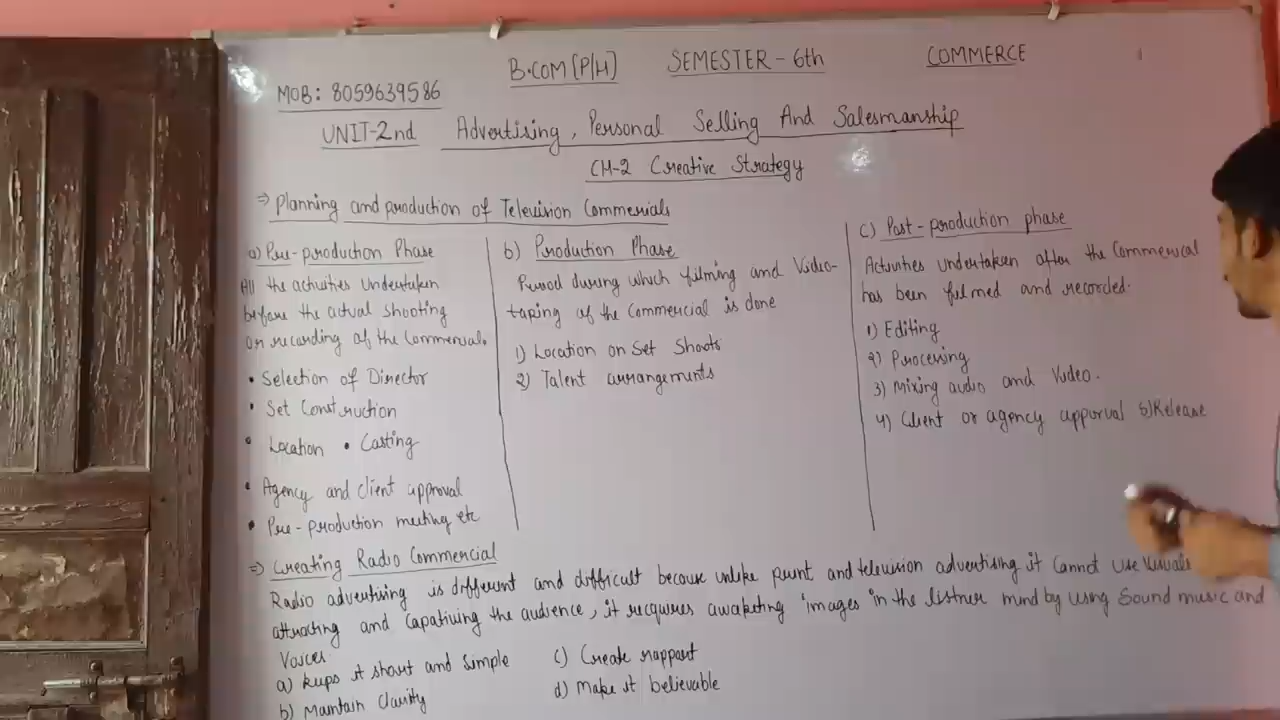 B.COM (P/H) SEMESTER - 6th COMMERCE
MOB: 8059639586
UNIT-2nd Advertising, Personal Selling And Salesmanship
CH-2 Creative Strategy
⇒ Planning and production of Television Commerials
a) Pre-production Phase
All the activities Undertaken
before the actual shooting
or recording of the Commercial.
• Selection of Director
• Set Construction
• Location • Casting
• Agency and client approval
• Pre-production meeting etc
b) Production Phase
Period during which filming and Video-
taping of the Commercial is done
1) Location or Set Shoots
2) Talent arrangements
c) Post-production phase
Activities undertaken after the Commerical
has been filmed and recorded.
1) Editing
2) Processing
3) Mixing audio and Video.
4) Client or agency apporval 5) Release
⇒ Creating Radio Commercial
Radio advertising is different and difficult because unlike print and television advertising it Cannot use Visuals
attracting and Capativing the audience, it recquires awakening images in the listner mind by using Sound music and
Voices
a) Keeps it short and Simple
b) Maintain Clarity
c) Create rapport
d) Make it believable